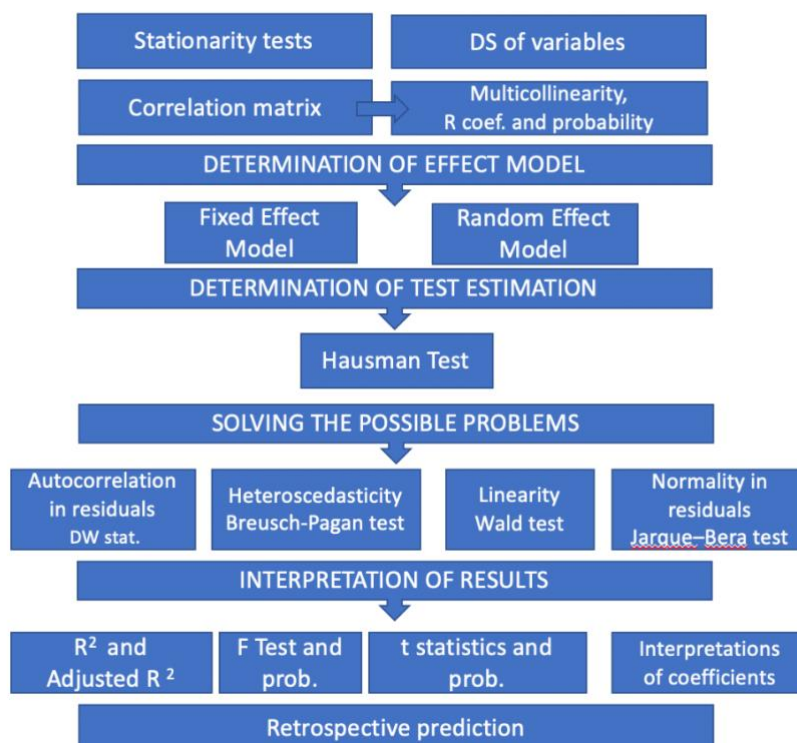 Stationarity tests
DS of variables
Correlation matrix
Multicollinearity,
R coef. and probability
DETERMINATION OF EFFECT MODEL
Fixed Effect
Model
Random Effect
Model
DETERMINATION OF TEST ESTIMATION
Hausman Test
SOLVING THE POSSIBLE PROBLEMS
Autocorrelation
in residuals
DW stat.
Heteroscedasticity
Breusch-Pagan test
Linearity
Wald test
Normality in
residuals
Jarque–Bera test
INTERPRETATION OF RESULTS
R² and
Adjusted R ²
F Test and
prob.
t statistics and
prob.
Interpretations
of coefficients
Retrospective prediction